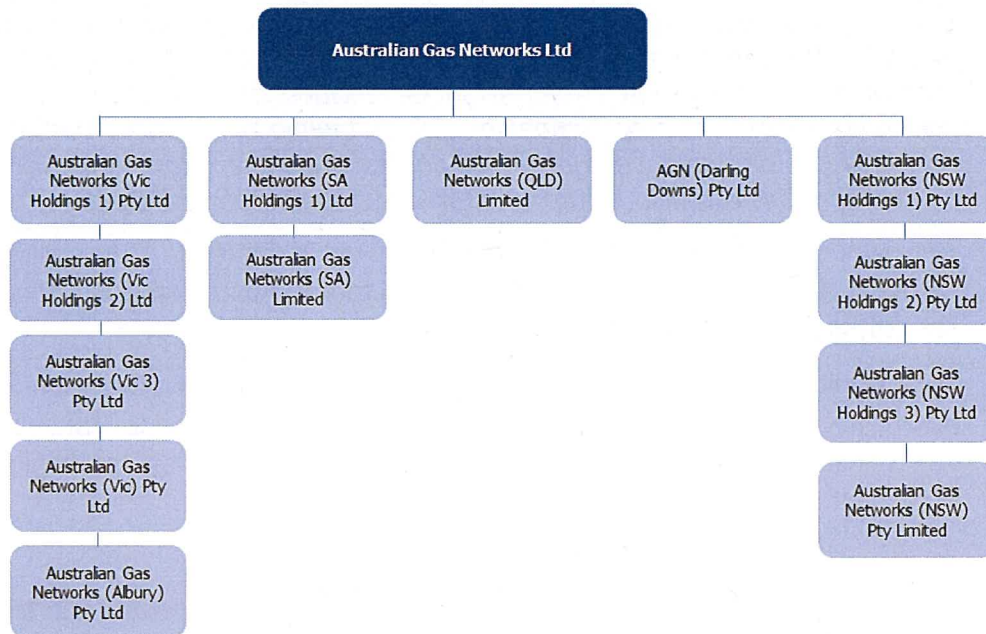 Australian Gas Networks Ltd
Australian Gas
Networks (Vic
Holdings 1) Pty Ltd
Australian Gas
Networks (SA
Holdings 1) Ltd
Australian Gas
Networks (QLD)
Limited
AGN (Darling
Downs) Pty Ltd
Australian Gas
Networks (NSW
Holdings 1) Pty Ltd
Australian Gas
Networks (Vic
Holdings 2) Ltd
Australian Gas
Networks (SA)
Limited
Australian Gas
Networks (NSW
Holdings 2) Pty Ltd
Australian Gas
Networks (Vic 3)
Pty Ltd
Australian Gas
Networks (NSW
Holdings 3) Pty Ltd
Australian Gas
Networks (Vic) Pty
Ltd
Australian Gas
Networks (NSW)
Pty Limited
Australian Gas
Networks (Albury)
Pty Ltd